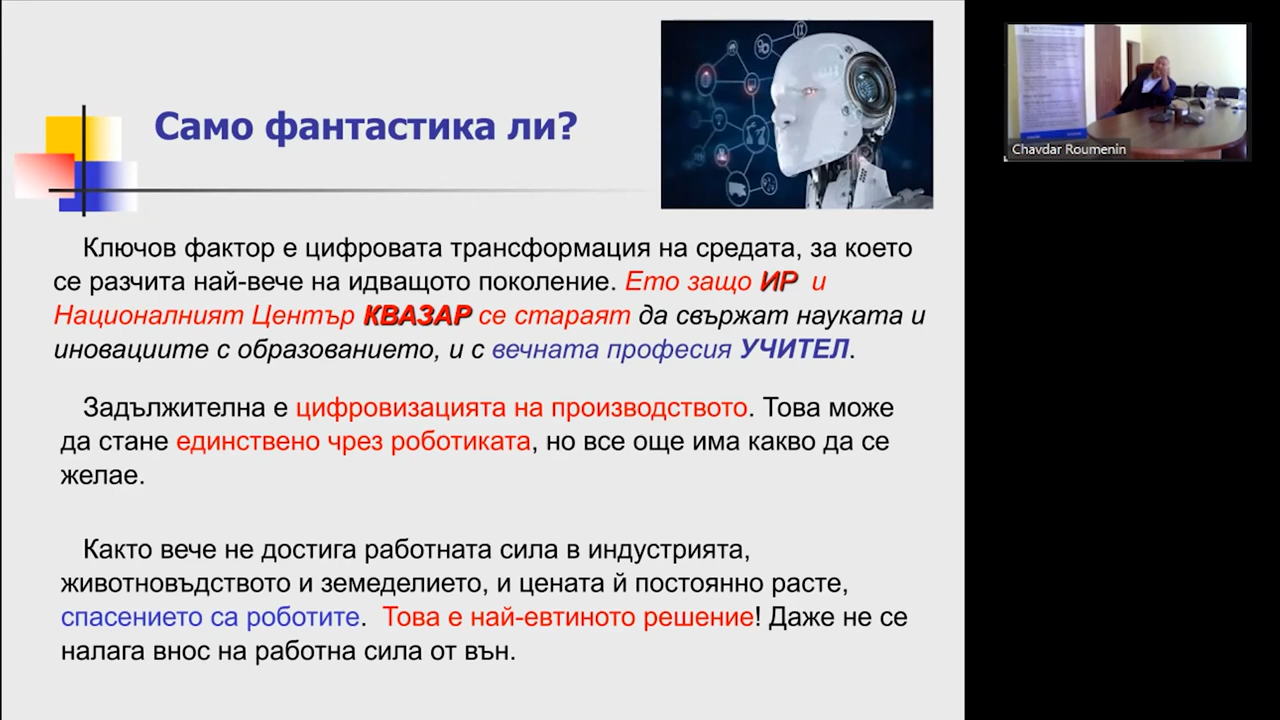 Само фантастика ли?
Ключов фактор е цифровата трансформация на средата, за което
се разчита най-вече на идващото поколение. Ето защо ИР и
Националният Център КВАЗАР се стараят да свържат науката и
иновациите с образованието, и с вечната професия УЧИТЕЛ.
Задължителна е цифровизацията на производството. Това може
да стане единствено чрез роботиката, но все още има какво да се
желае.
Както вече не достига работната сила в индустрията,
животновъдството и земеделието, и цената й постоянно расте,
спасението са роботите. Това е най-евтиното решение! Даже не се
налага внос на работна сила от вън.
Chavdar Roumenin